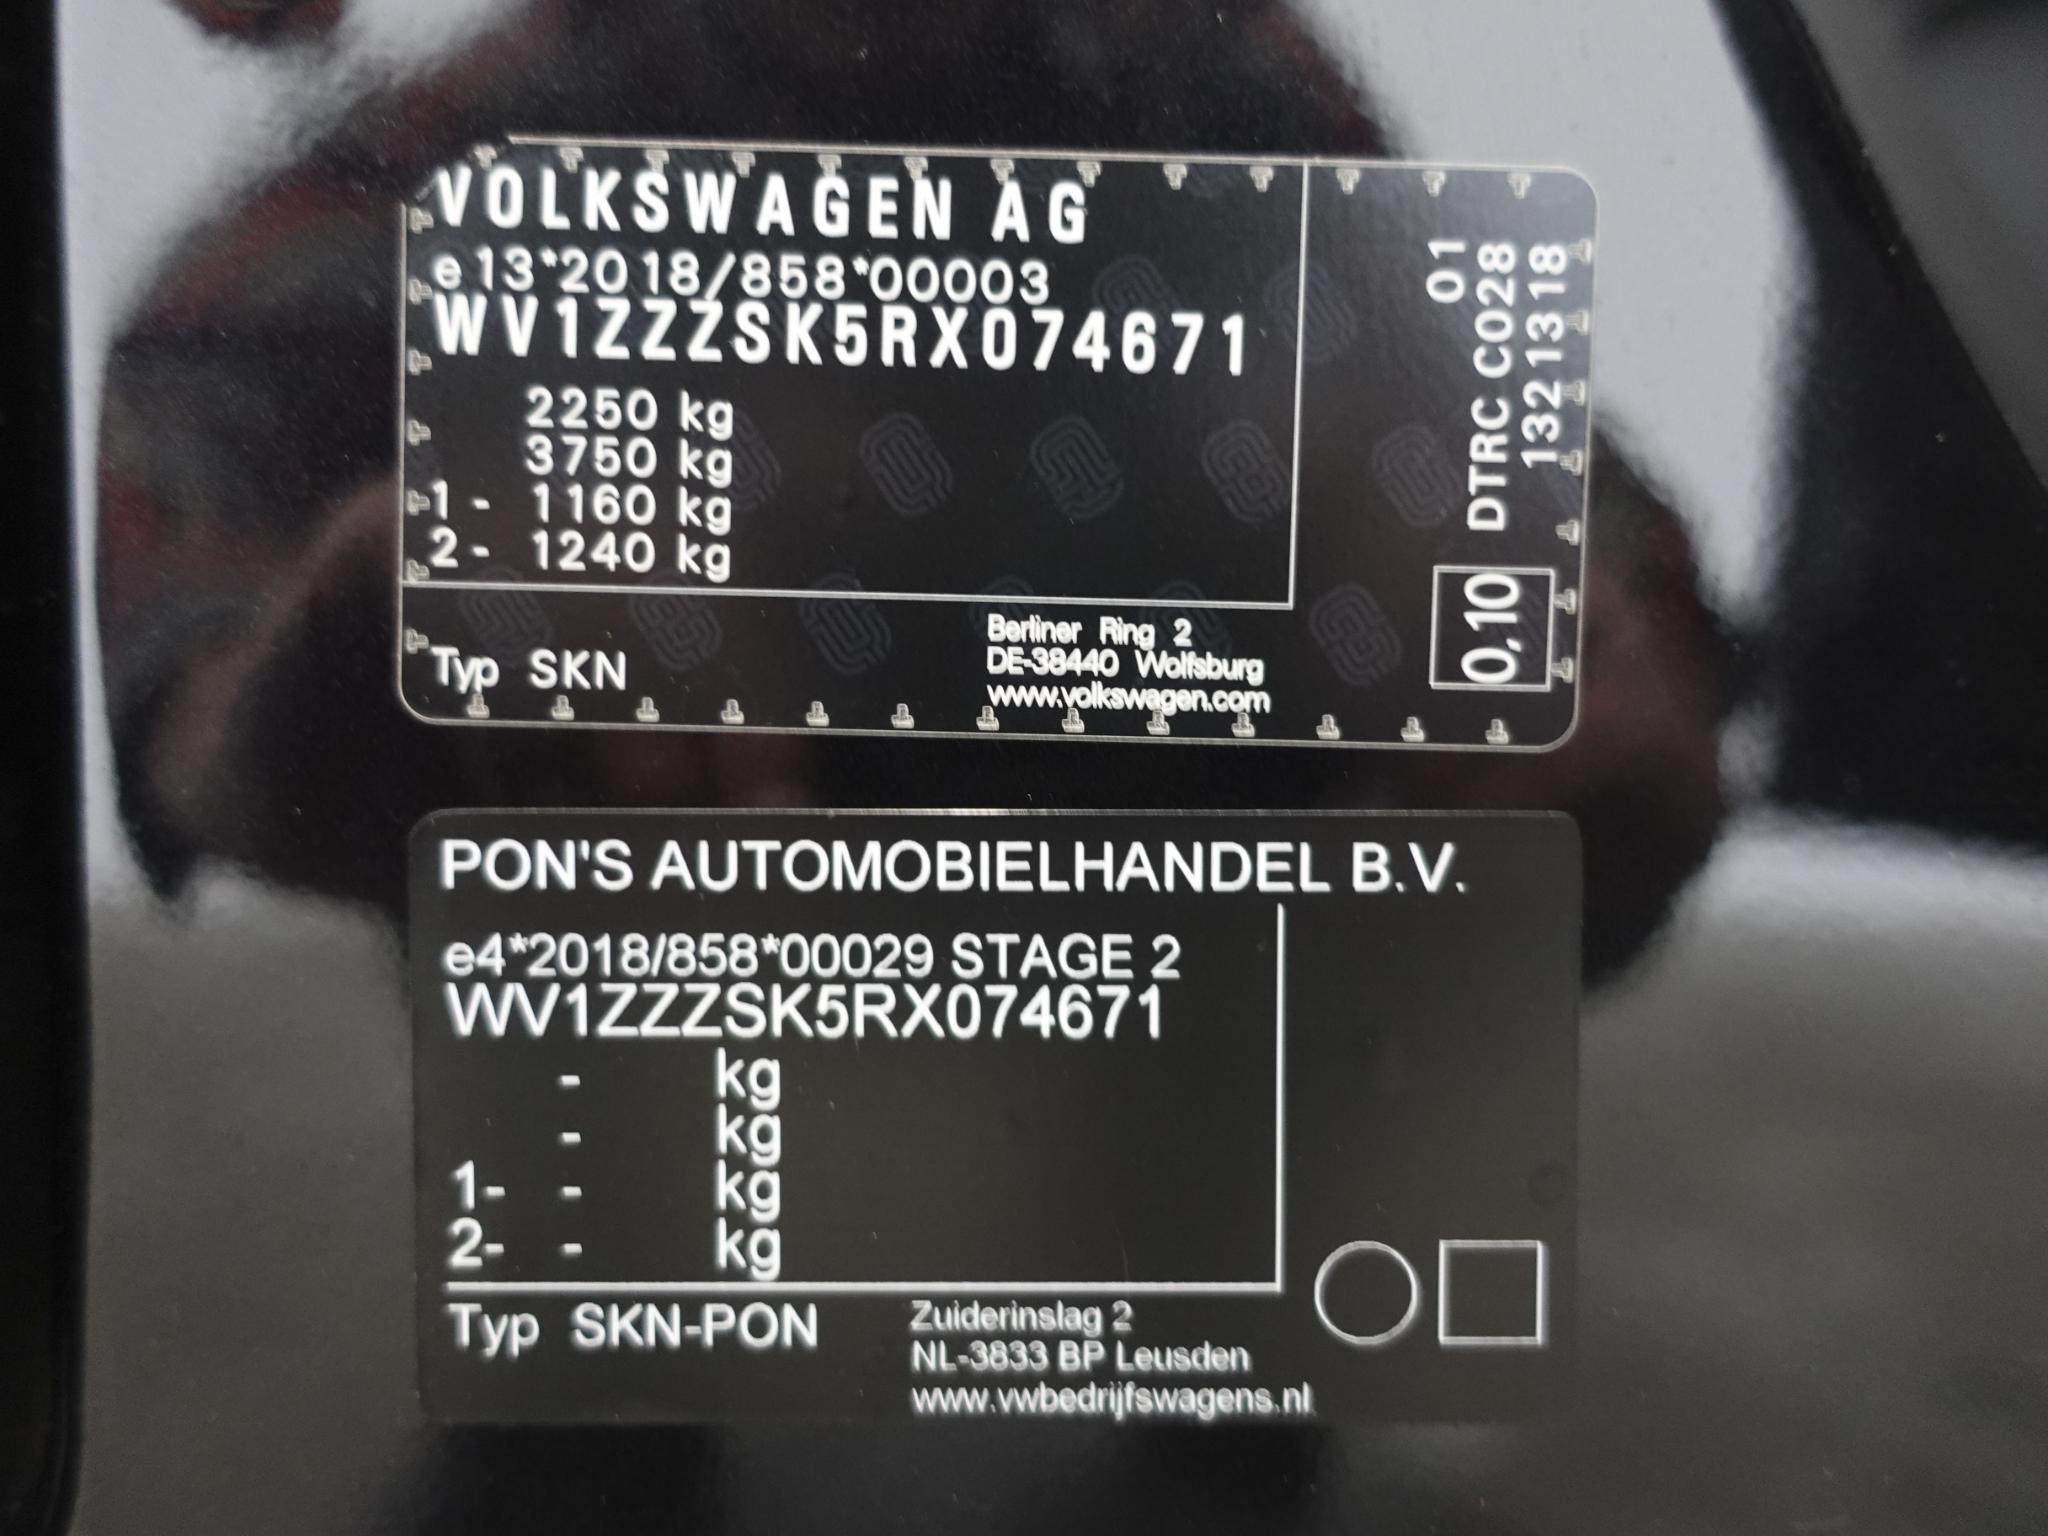 VOLKSWAGEN AG
e13*2018/858*00003
WV1ZZZSK5RX074671
2250 kg
3750 kg
1 - 1160 kg
2 - 1240 kg
Typ SKN
Berliner Ring 2
DE-38440 Wolfsburg
www.volkswagen.com
01
DTRC C028
1321318
0,10
PON'S AUTOMOBIELHANDEL B.V.
e4*2018/858*00029 STAGE 2
WV1ZZZSK5RX074671
- kg
- kg
1- - kg
2- - kg
Typ SKN-PON
Zuiderinslag 2
NL-3833 BP Leusden
www.vwbedrijfswagens.nl